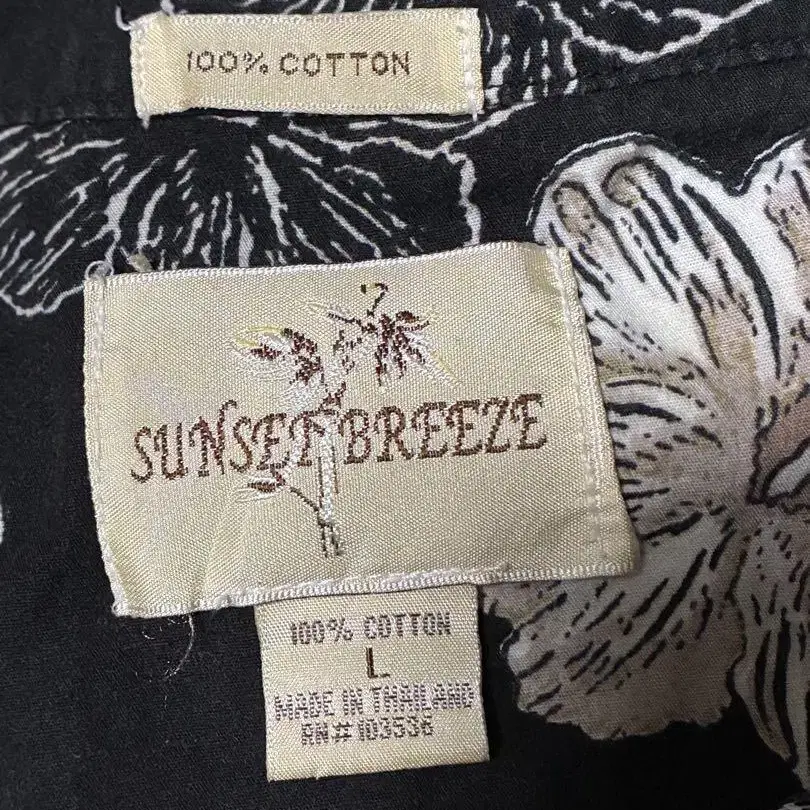 100% COTTON
SUNSET BREEZE
100% COTTON
L
MADE IN THAILAND
RN#103536